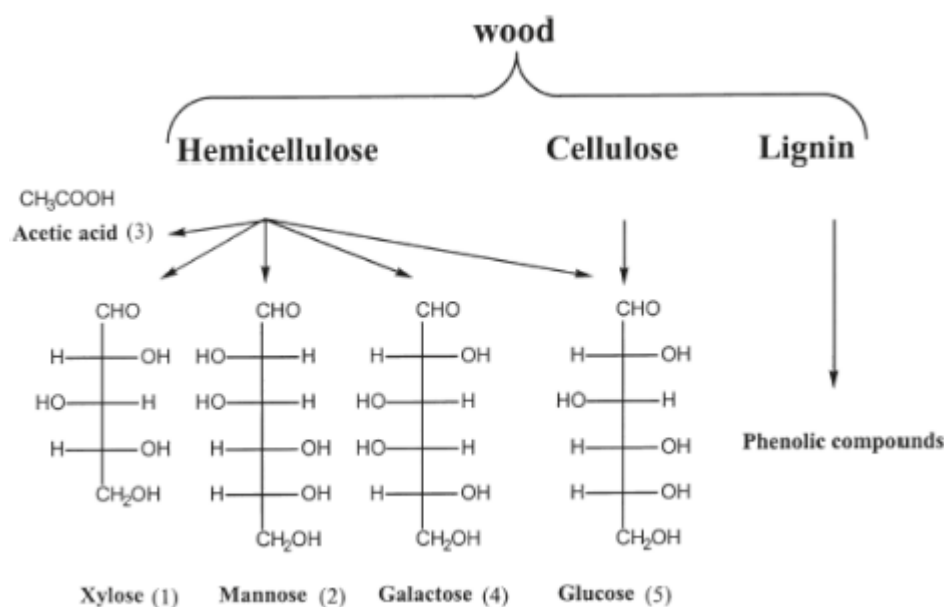 wood
Hemicellulose Cellulose Lignin
CH₃COOH
Acetic acid (3)
CHO CHO CHO CHO
H OH HO H H OH H OH
HO H HO H HO H HO H
H OH H OH HO H H OH
CH₂OH H OH H OH H OH
CH₂OH CH₂OH CH₂OH
Phenolic compounds
Xylose (1) Mannose (2) Galactose (4) Glucose (5)